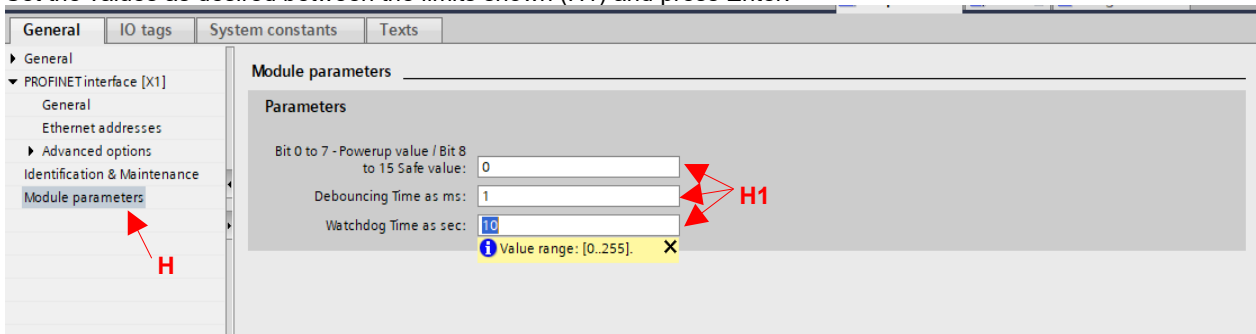 General IO tags System constants Texts
General
PROFINET interface [X1]
General
Ethernet addresses
Advanced options
Identification & Maintenance
Module parameters
H
Module parameters
Parameters
Bit 0 to 7 - Powerup value / Bit 8
to 15 Safe value: 0
Debouncing Time as ms: 1
Watchdog Time as sec: 10
Value range: [0..255].
H1